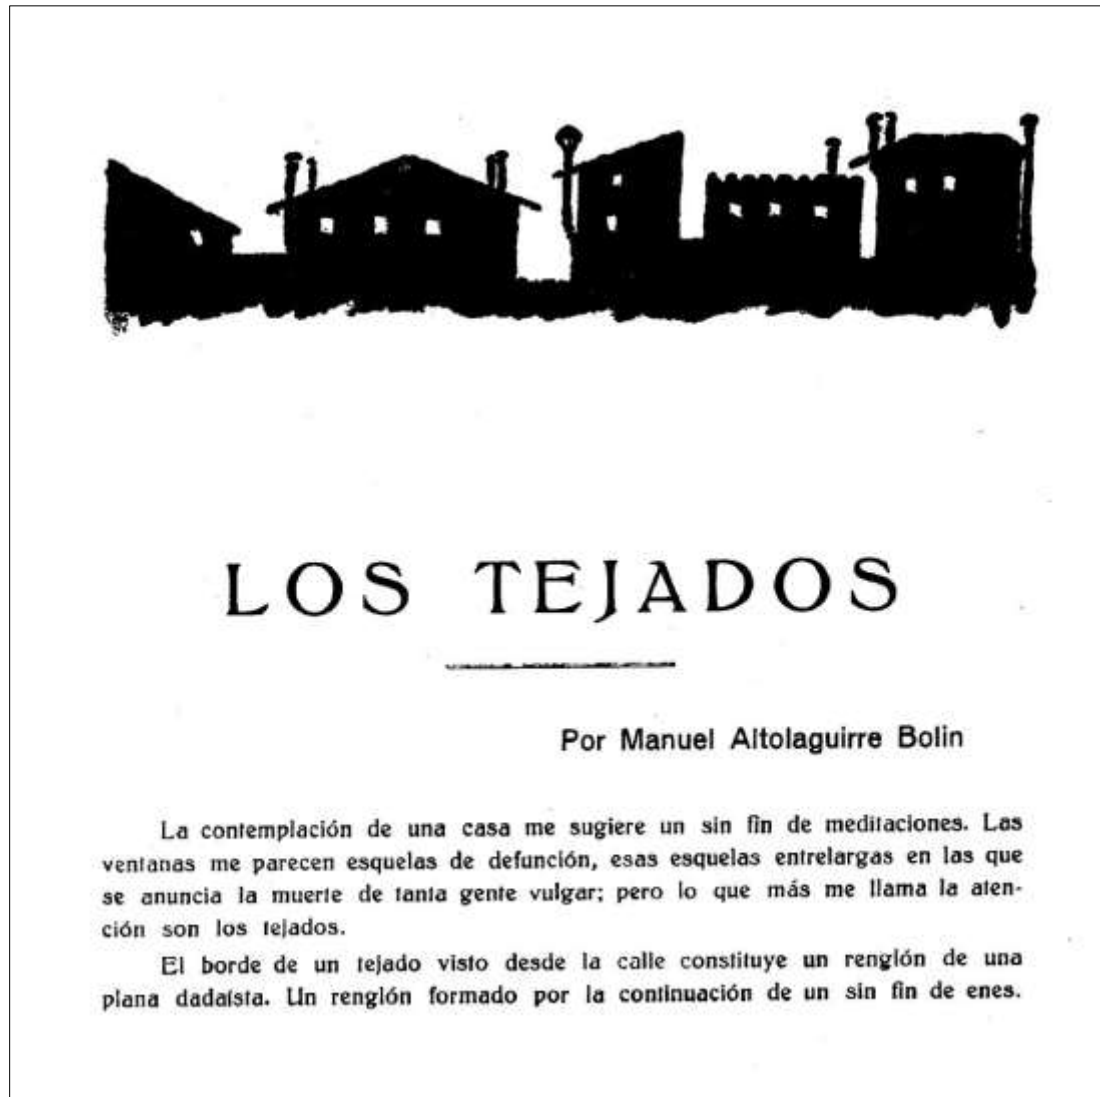 LOS TEJADOS
Por Manuel Altolaguirre Bolin
La contemplación de una casa me sugiere un sin fin de meditaciones. Las
ventanas me parecen esquelas de defunción, esas esquelas entrelargas en las que
se anuncia la muerte de tanta gente vulgar; pero lo que más me llama la aten-
ción son los tejados.
El borde de un tejado visto desde la calle constituye un renglón de una
plana dadaísta. Un renglón formado por la continuación de un sin fin de enes.